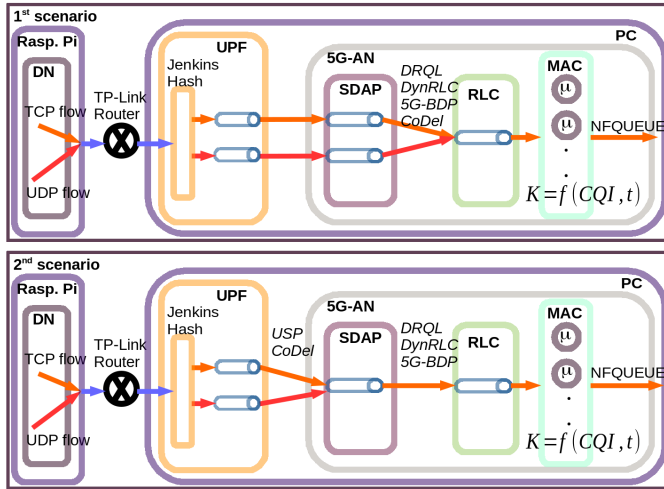 1st scenario
Rasp. Pi
PC
UPF
5G-AN
DN
Jenkins
Hash
SDAP
DRQL
DynRLC
5G-BDP
CoDel
RLC
MAC
TCP flow
TP-Link
Router
μ
μ
NFQUEUE
.
.
UDP flow
K=f(CQI,t)
2nd scenario
Rasp. Pi
PC
UPF
5G-AN
DN
Jenkins
Hash
USP
CoDel
SDAP
DRQL
DynRLC
5G-BDP
RLC
MAC
TCP flow
TP-Link
Router
μ
μ
NFQUEUE
.
.
UDP flow
K=f(CQI,t)